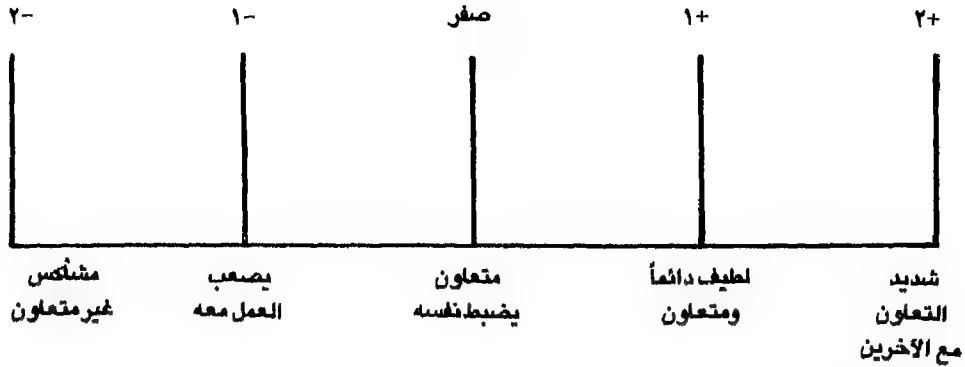 +٢ +١ صفر -١ -٢
شديد لطيف دائماً متعاون يصعب مشاكس
التعاون ومتعاون يضبط نفسه العمل معه غير متعاون
مع الآخرين